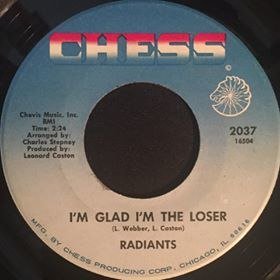 CHESS
Chevis Music, Inc.
BMI
Time: 2:24
Arranged by:
Charles Stepney
Produced by:
Leonard Caston
2037
16504
I'M GLAD I'M THE LOSER
(L. Webber, L. Caston)
RADIANTS
MFG. BY CHESS PRODUCING CORP., CHICAGO, ILL 60616